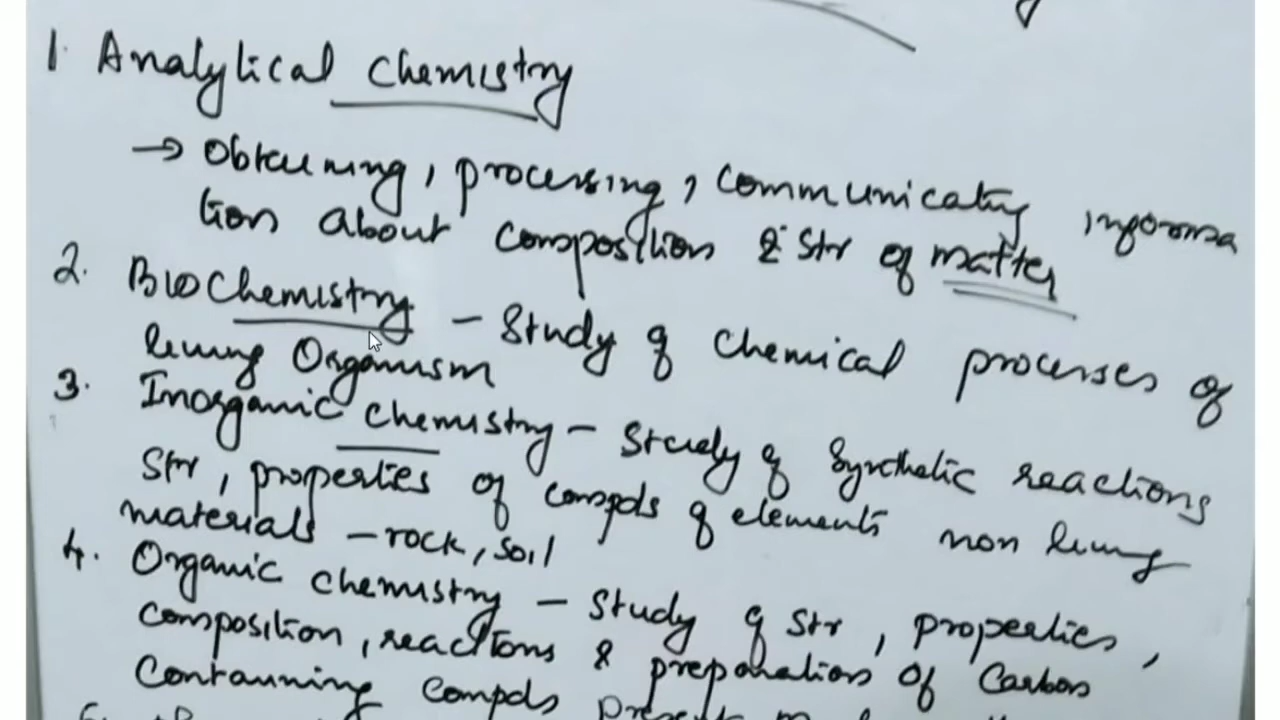 1. Analytical chemistry
→ Obtaining, processing, communicating informa
tion about composition & str of matter
2. Biochemistry – Study of chemical processes of
living Organism
3. Inorganic chemistry – Study of Synthetic reactions
Str, properties of compds of elements non living
materials – rock, soil
4. Organic chemistry – Study of Str, properties,
composition, reactions & preparation of Carbon
Containing compds present